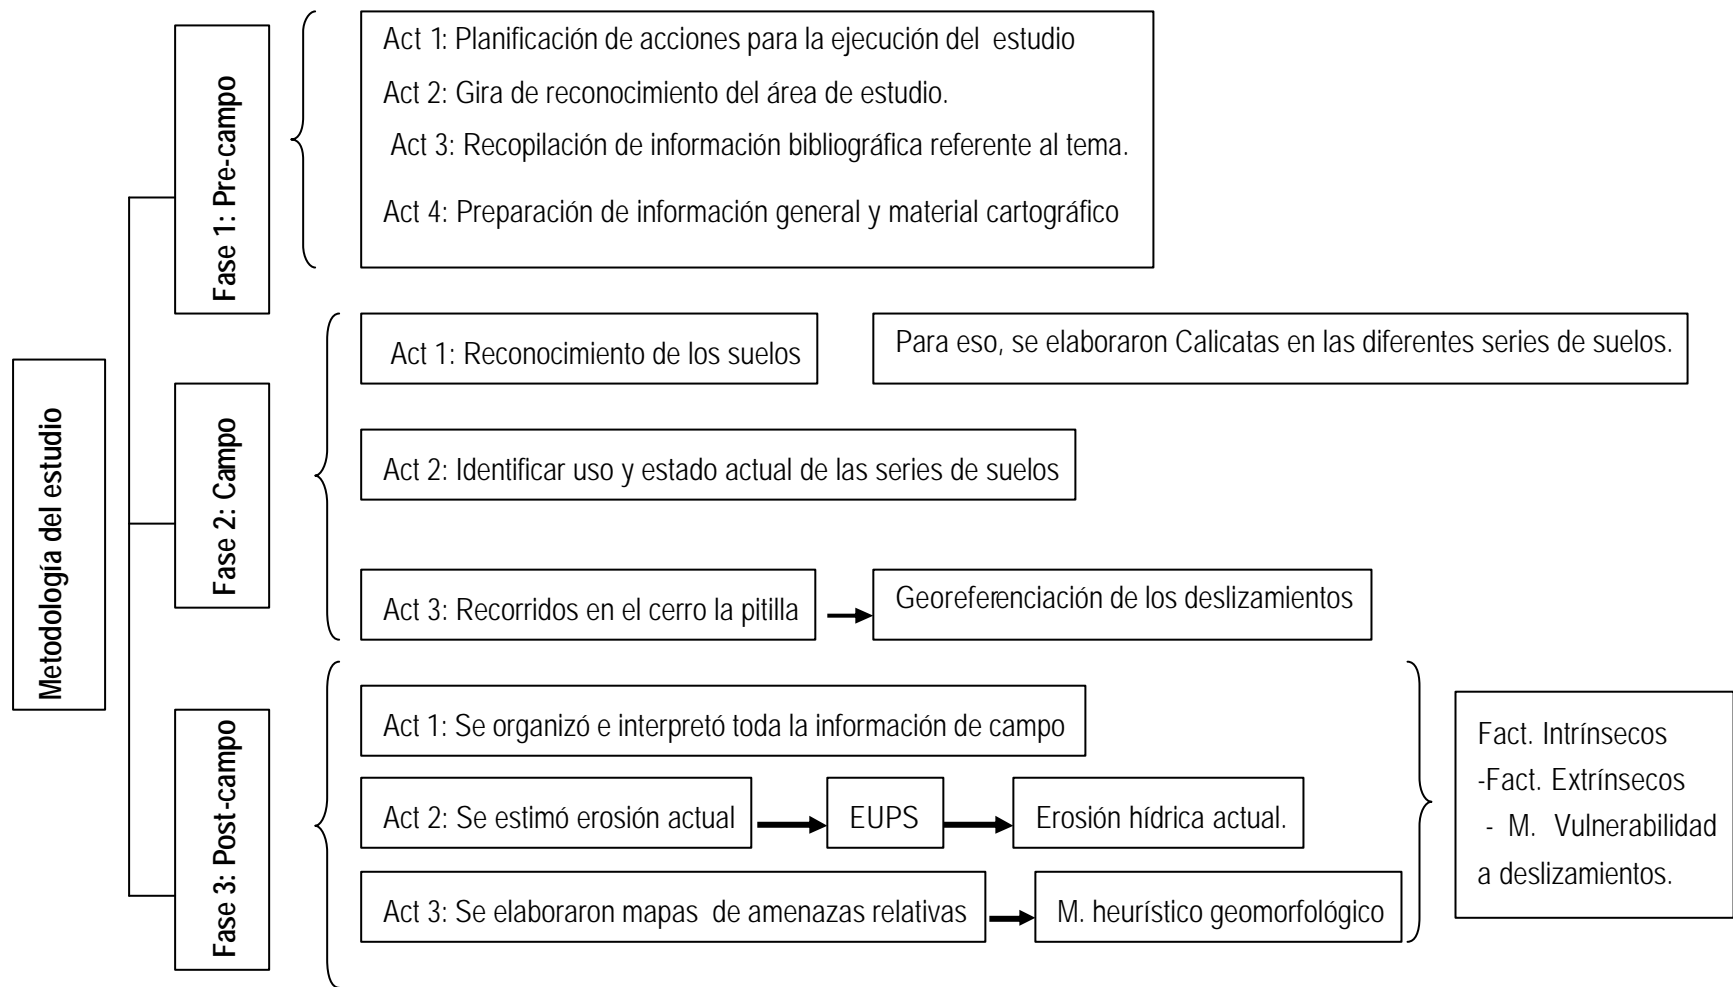 Metodología del estudio
Fase 1: Pre-campo
Act 1: Planificación de acciones para la ejecución del estudio
Act 2: Gira de reconocimiento del área de estudio.
Act 3: Recopilación de información bibliográfica referente al tema.
Act 4: Preparación de información general y material cartográfico
Fase 2: Campo
Act 1: Reconocimiento de los suelos
Para eso, se elaboraron Calicatas en las diferentes series de suelos.
Act 2: Identificar uso y estado actual de las series de suelos
Act 3: Recorridos en el cerro la pitilla
Georeferenciación de los deslizamientos
Fase 3: Post-campo
Act 1: Se organizó e interpretó toda la información de campo
Act 2: Se estimó erosión actual
EUPS
Erosión hídrica actual.
Act 3: Se elaboraron mapas de amenazas relativas
M. heurístico geomorfológico
Fact. Intrínsecos
-Fact. Extrínsecos
- M. Vulnerabilidad
a deslizamientos.